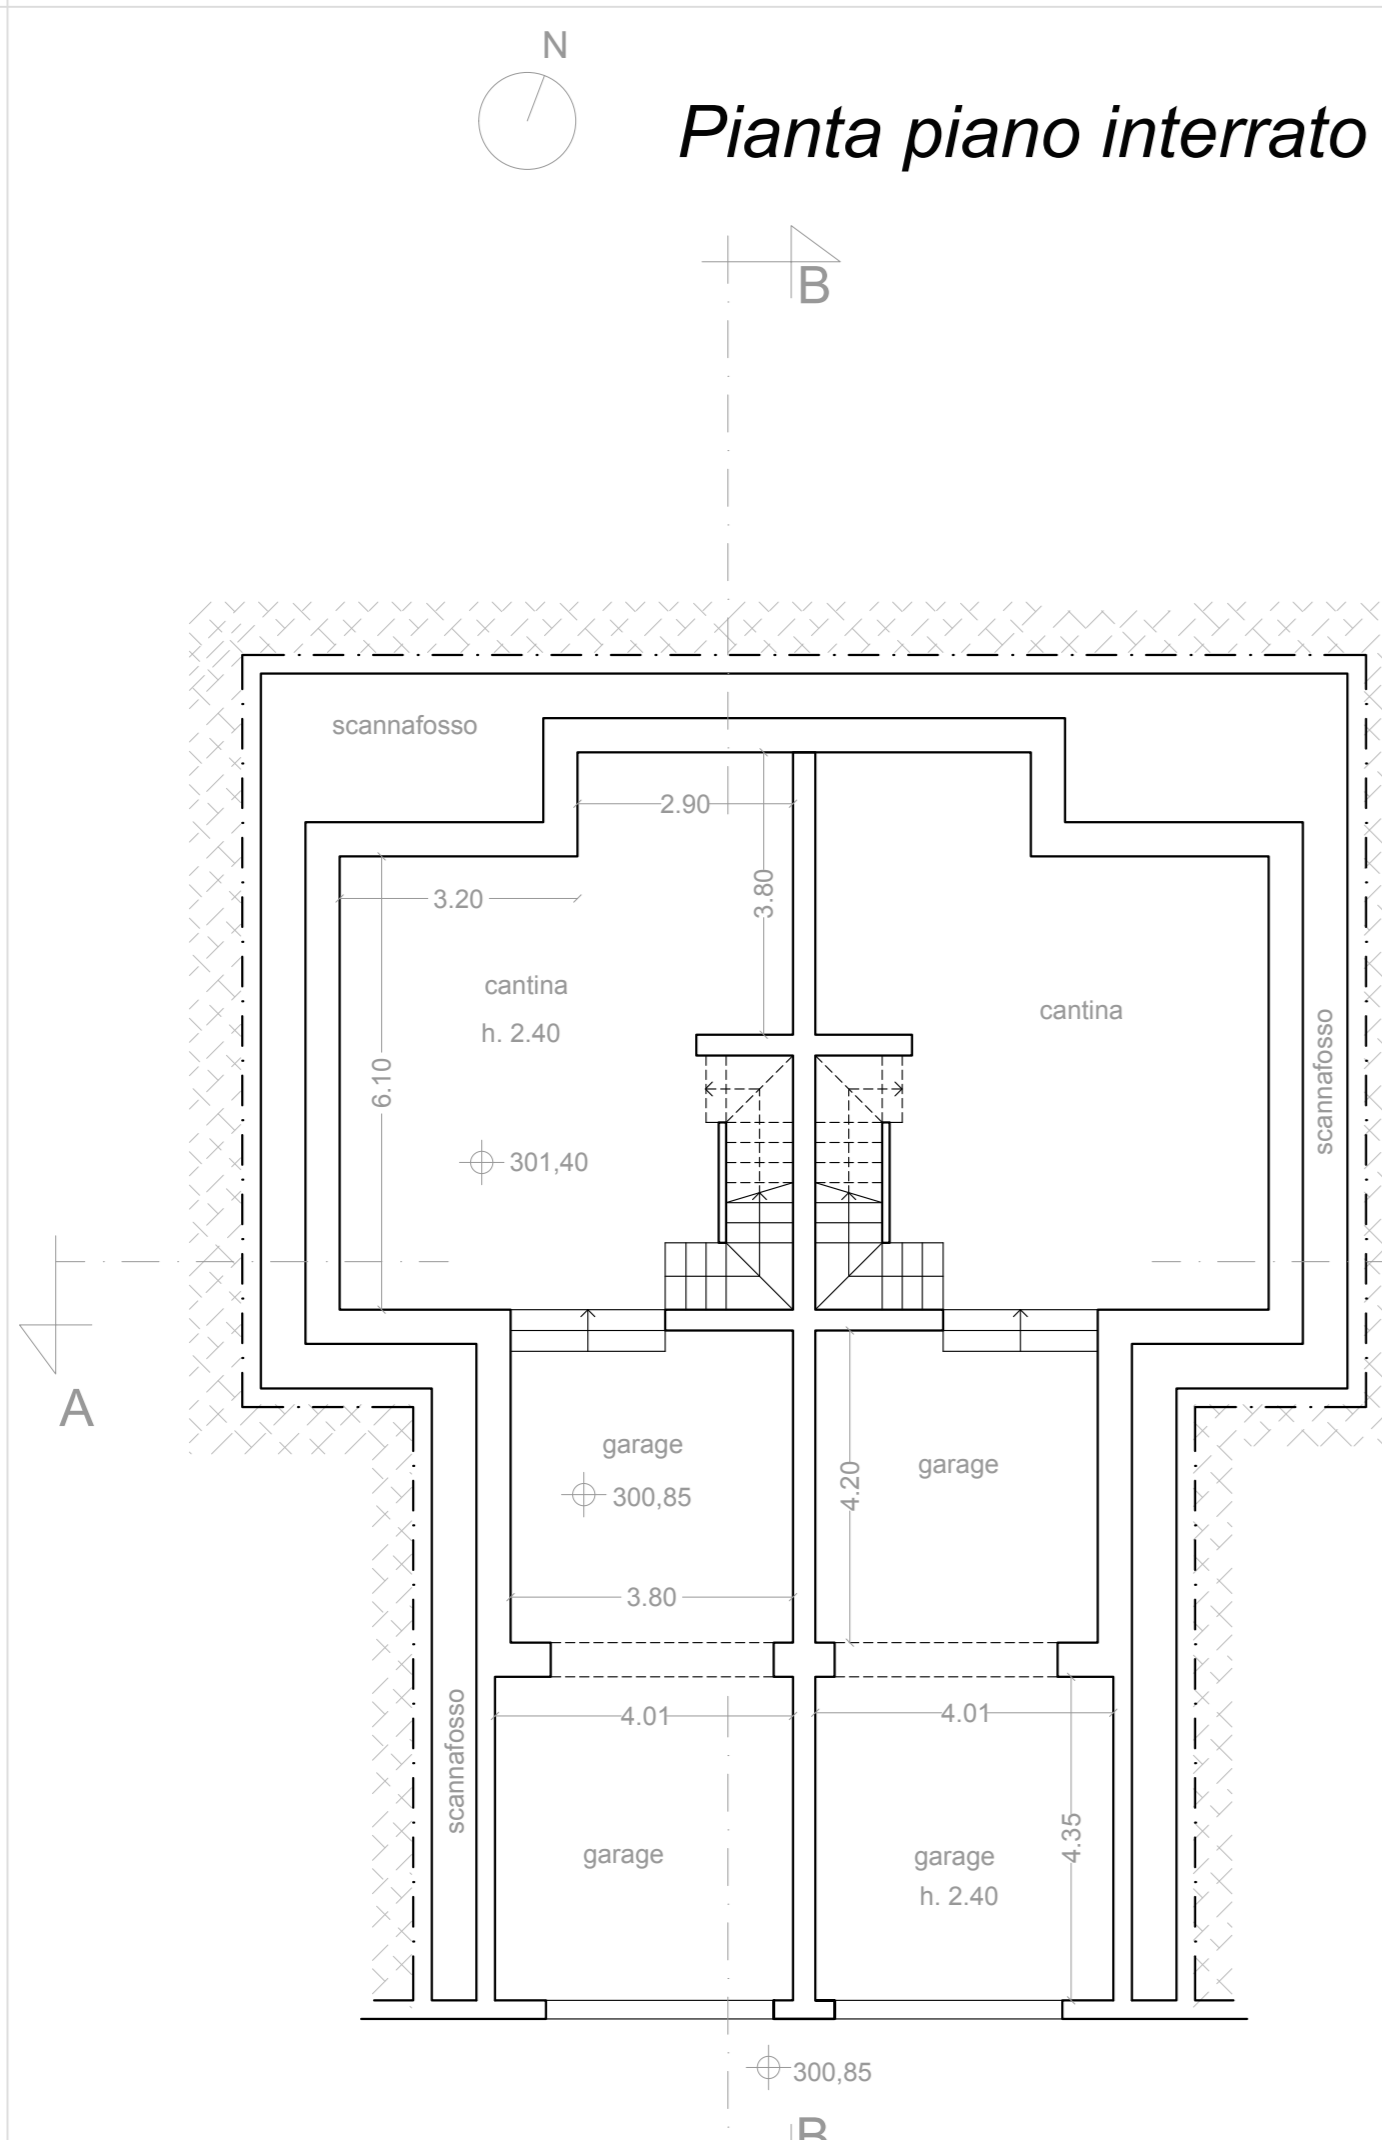 N
Pianta piano interrato
B
scannafosso
2.90
3.80
3.20
cantina
h. 2.40
cantina
6.10
scannafosso
301,40
A
garage
garage
4.20
300,85
3.80
scannafosso
4.01
4.01
4.35
garage
garage
h. 2.40
300,85
B